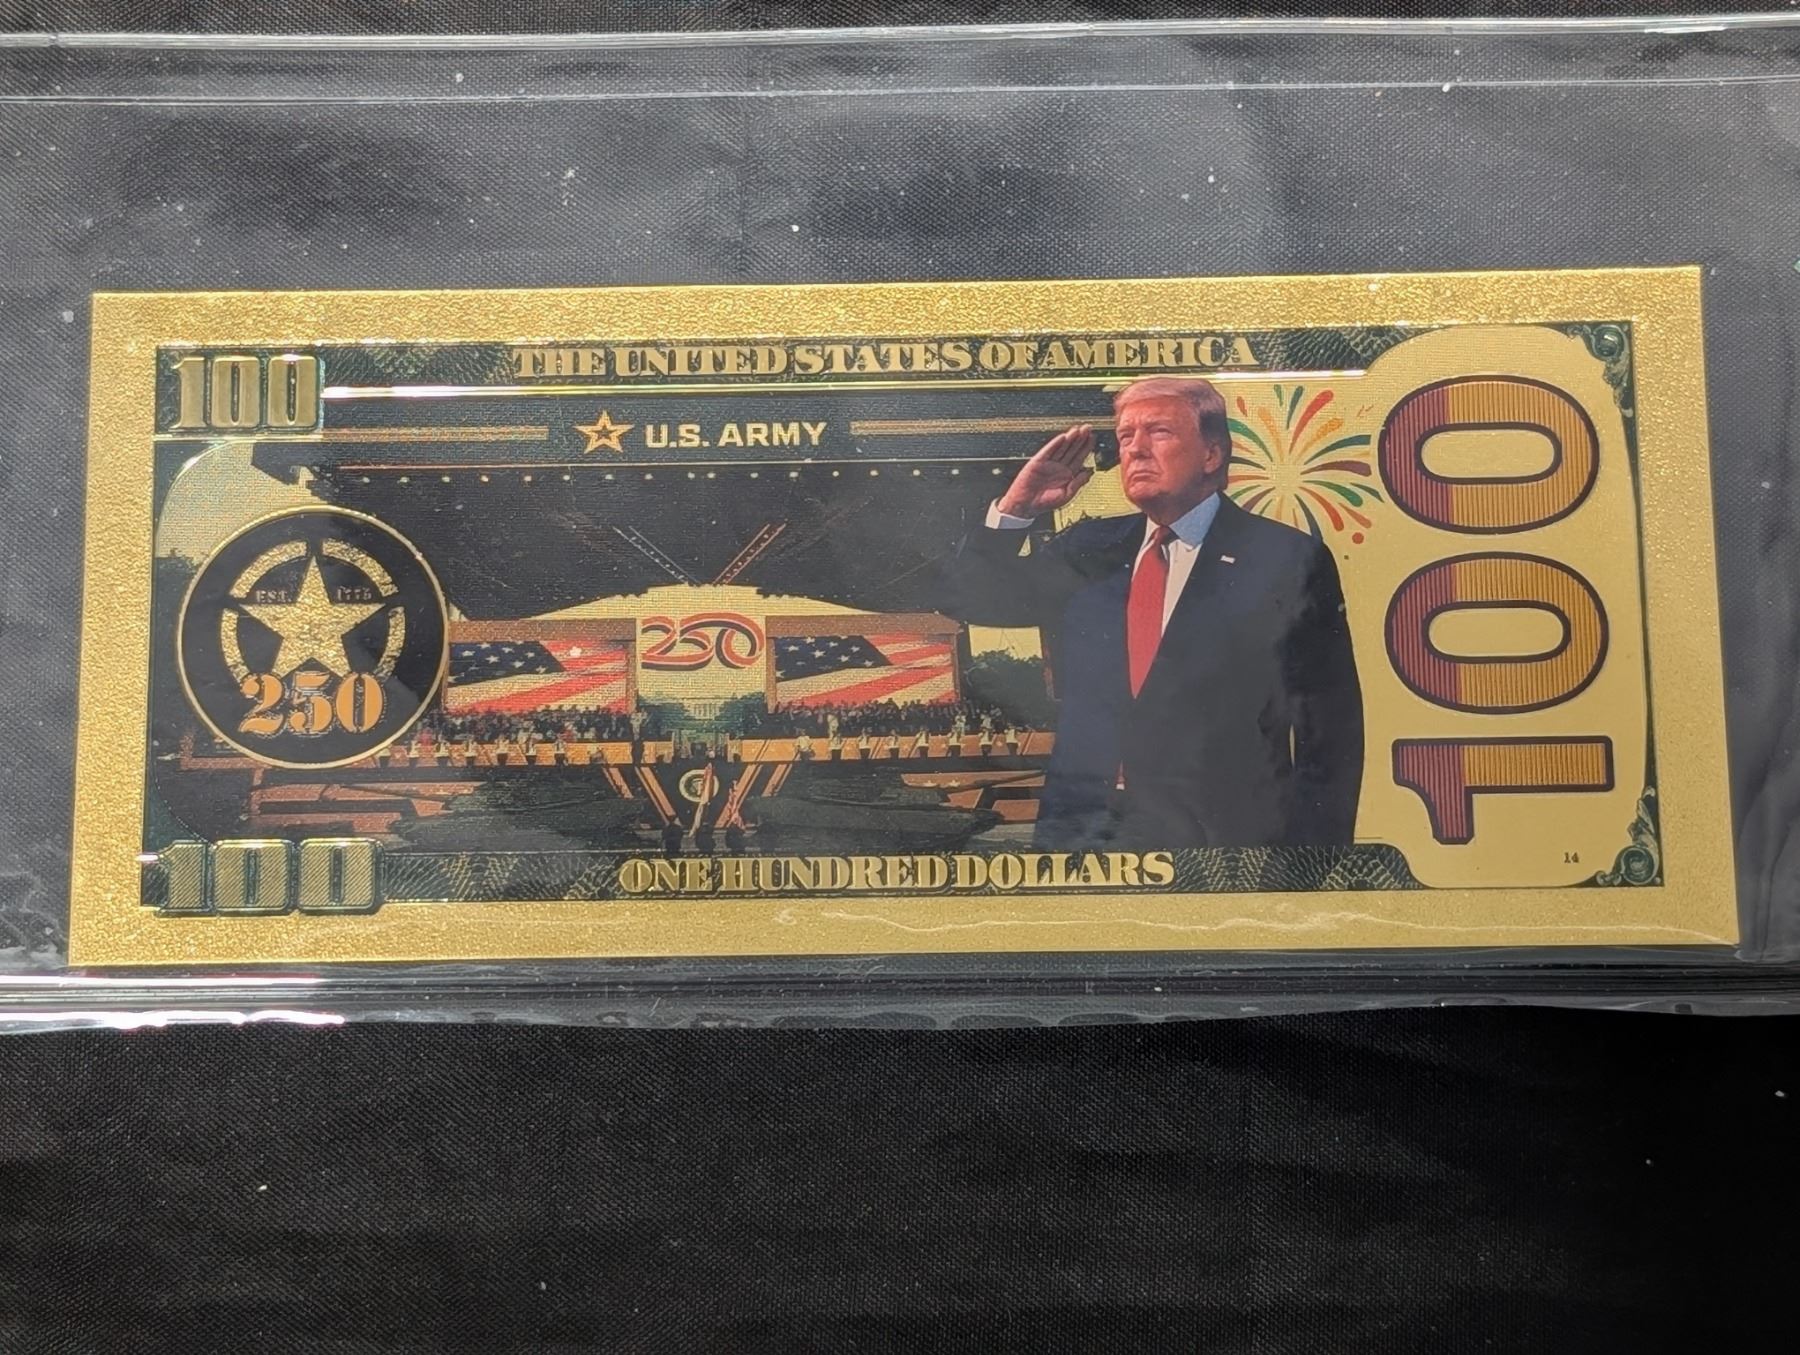 100
THE UNITED STATES OF AMERICA
U.S. ARMY
EST. 1775
250
250
100
100
ONE HUNDRED DOLLARS
14